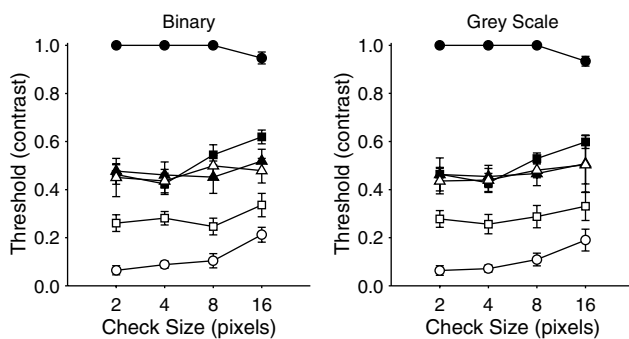 Binary
Threshold (contrast)
1.0
0.8
0.6
0.4
0.2
0.0
2 4 8 16
Check Size (pixels)
Grey Scale
Threshold (contrast)
1.0
0.8
0.6
0.4
0.2
0.0
2 4 8 16
Check Size (pixels)